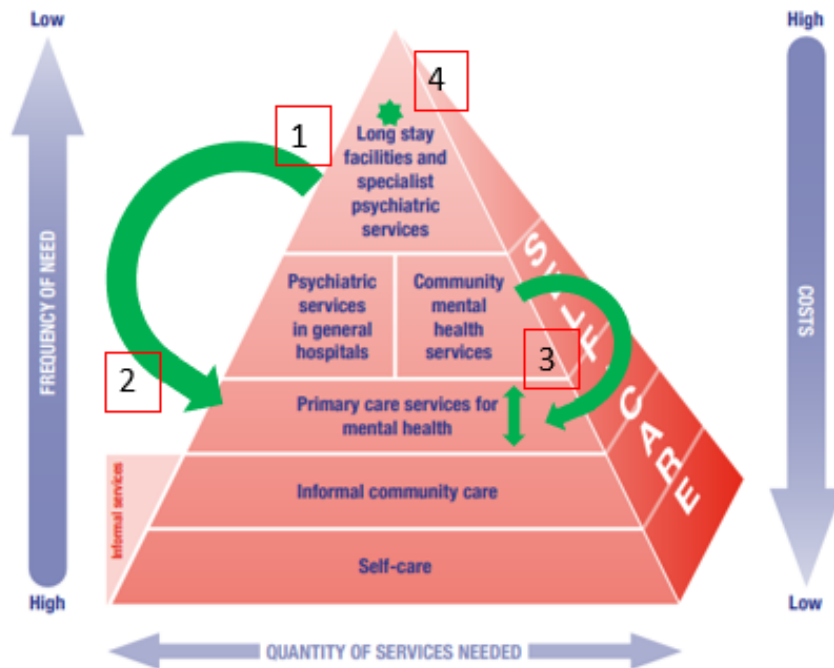 Low
High
4
1
Long stay
facilities and
specialist
psychiatric
services
FREQUENCY OF NEED
COSTS
SELF-CARE
Psychiatric
services
in general
hospitals
Community
mental
health
services
3
2
Primary care services for
mental health
Informal services
Informal community care
Self-care
High
Low
QUANTITY OF SERVICES NEEDED